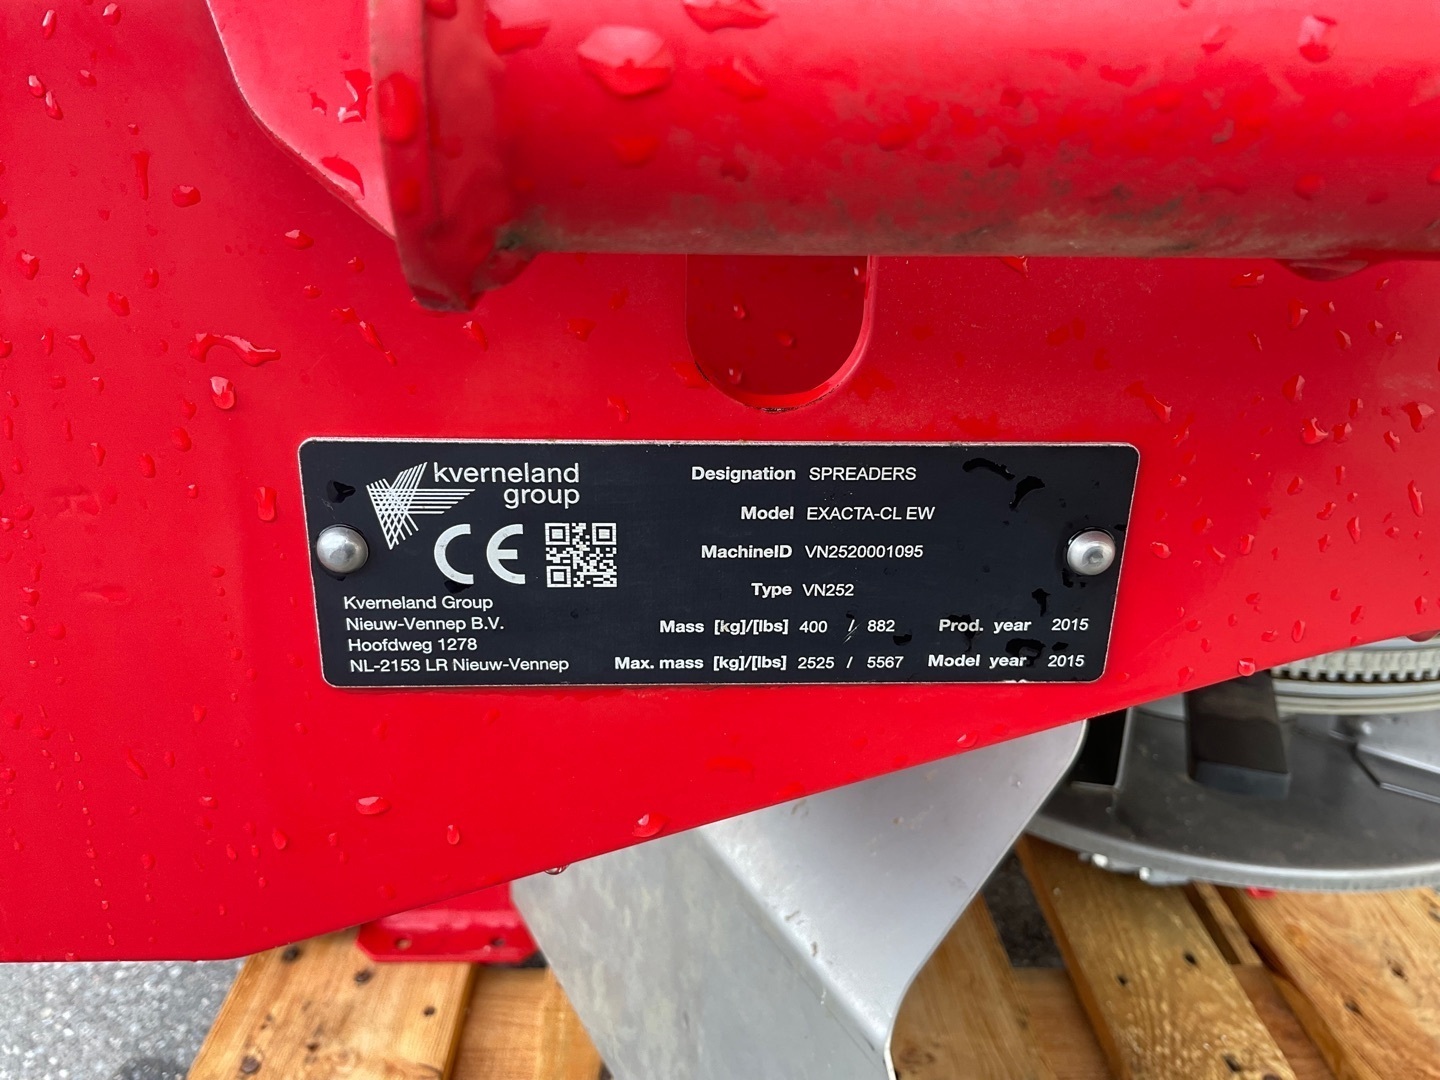 kverneland
group
CE
Kverneland Group
Nieuw-Vennep B.V.
Hoofdweg 1278
NL-2153 LR Nieuw-Vennep
Designation SPREADERS
Model EXACTA-CL EW
MachineID VN2520001095
Type VN252
Mass [kg]/[lbs] 400 / 882 Prod. year 2015
Max. mass [kg]/[lbs] 2525 / 5567 Model year 2015